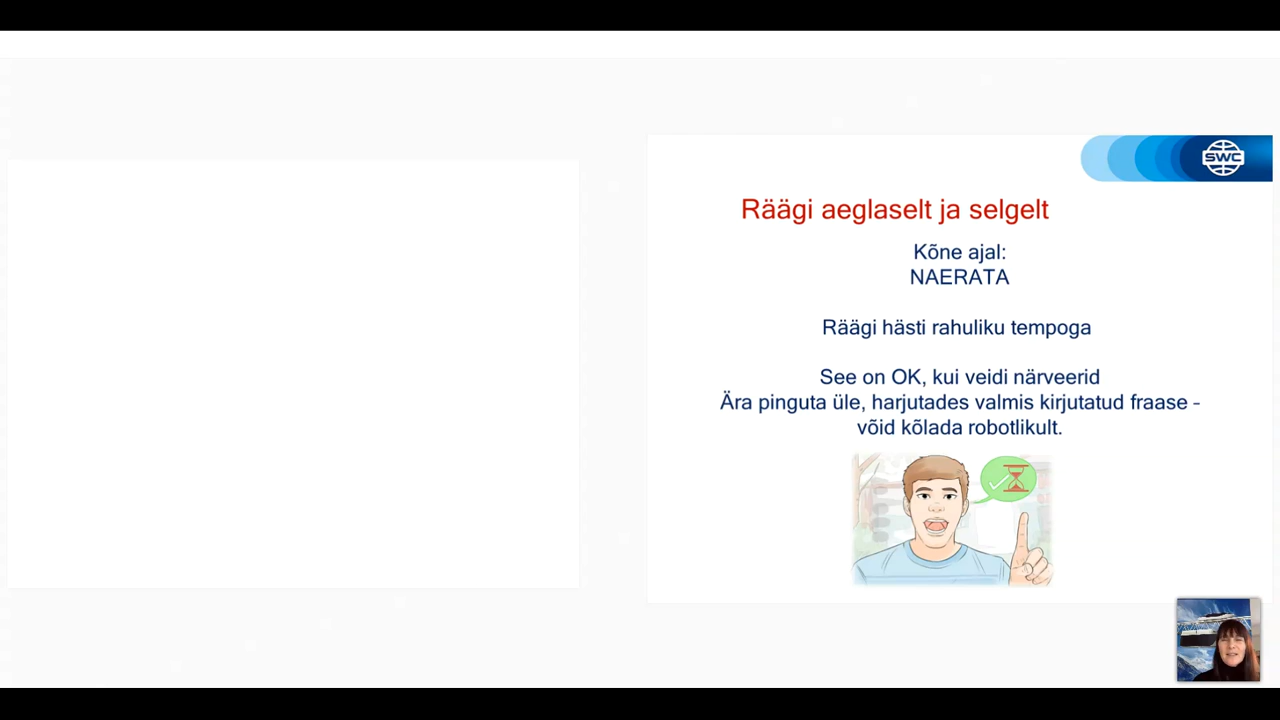 SWC
Räägi aeglaselt ja selgelt
Kõne ajal:
NAERATA
Räägi hästi rahuliku tempoga
See on OK, kui veidi närveerid
Ära pinguta üle, harjutades valmis kirjutatud fraase -
võid kõlada robotlikult.